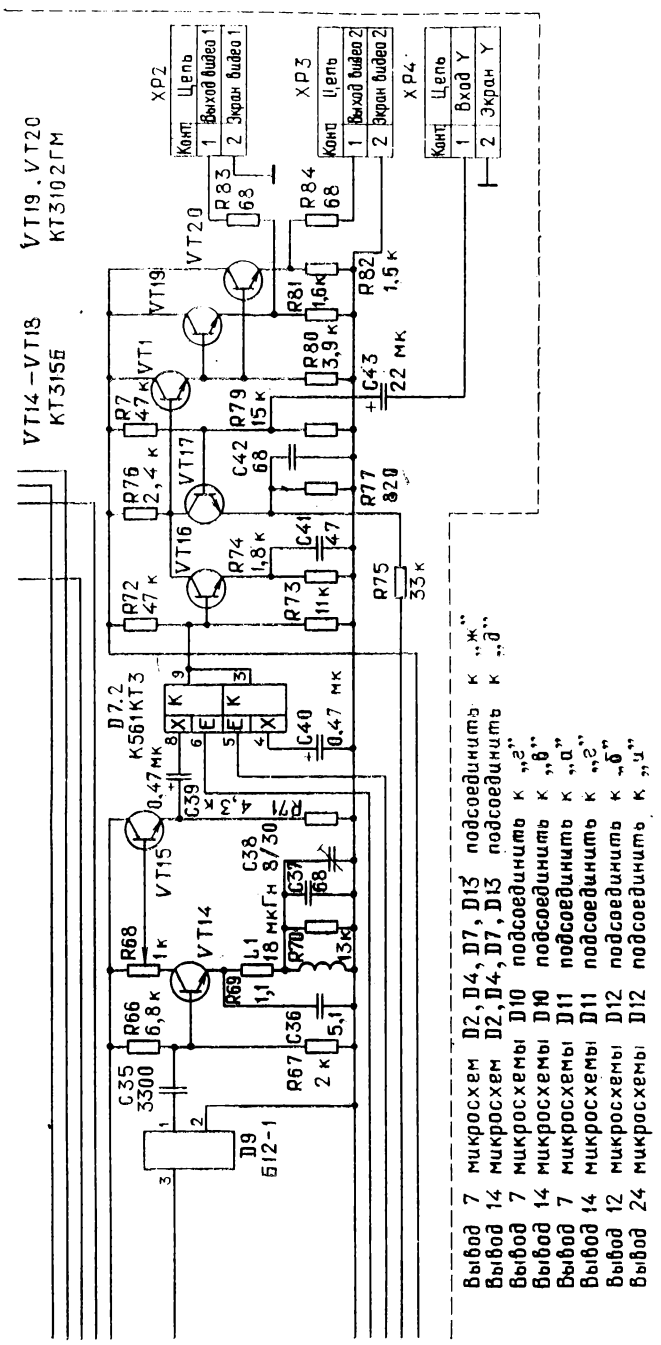 VT19, VT20
КТ3102ГМ
VT14-VT18
КТ315Б
XP2
Конт Цепь
1 Выход видео 1
2 Экран видео 1
XP3
Конт Цепь
1 Выход видео 2
2 Экран видео 2
XP4
Конт Цепь
1 Вход Y
2 Экран Y
R83
68
R84
68
VT20
VT19
VT1
R81
1,6к
R82
1,5к
R80
3,9к
C43
22 мк
+
R7
47к
R79
15к
R76
2,4к
VT17
C42
68
R77
820
VT16
R74
1,8к
C41
47
R75
33к
R72
47к
R73
11к
D7.2
К561КТ3
8 X K 9
6 E
5 E K 3
4 X
C40
0.47 мк
+
0.47мк
C39
+
VT15
R71
4,3к
C38
8/30
C37
68
R68
1к
VT14
L1
18 мкГн
R70
13к
R69
1,1
C36
5,1
R66
6,8к
R67
2к
C35
3300
1
2
3
D9
Б12-1
Вывод 7 микросхем D2, D4, D7, D13 подсоединить к „ж”
Вывод 14 микросхем D2, D4, D7, D13 подсоединить к „д”
Вывод 7 микросхемы D10 подсоединить к „г”
Вывод 14 микросхемы D10 подсоединить к „в”
Вывод 7 микросхемы D11 подсоединить к „а”
Вывод 14 микросхемы D11 подсоединить к „г”
Вывод 12 микросхемы D12 подсоединить к „б”
Вывод 24 микросхемы D12 подсоединить к „и”